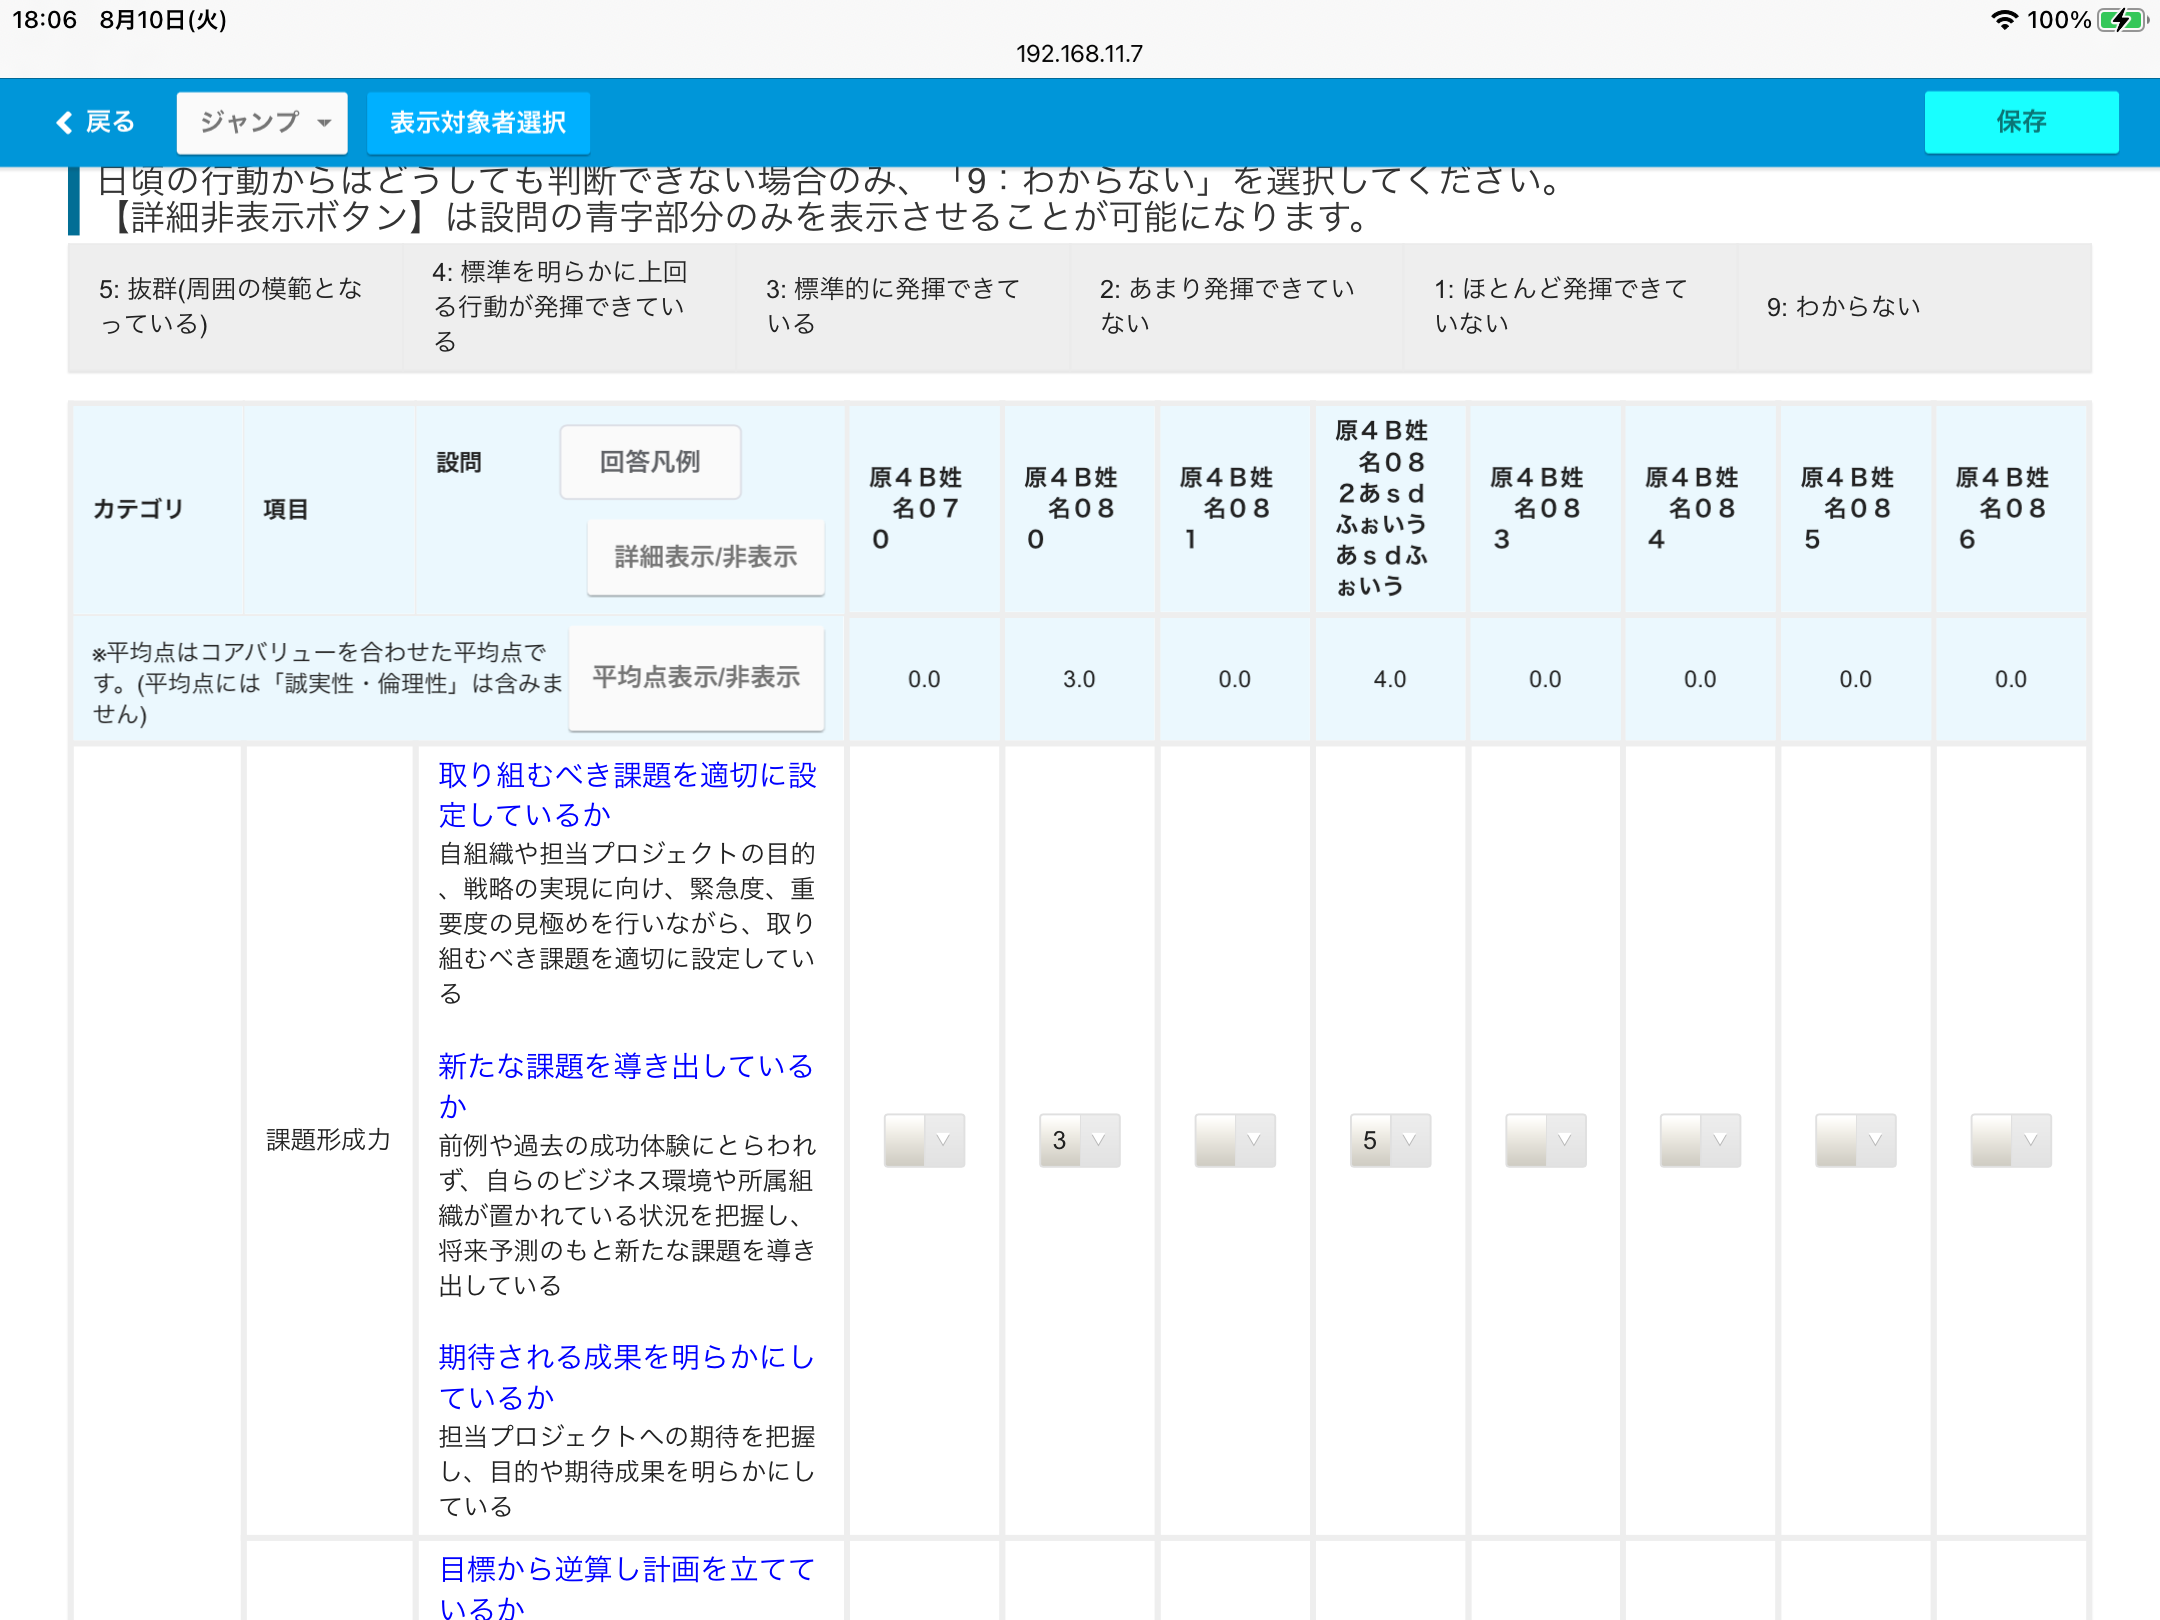 18:06 8月10日(火)
100%
192.168.11.7
戻る
ジャンプ
表示対象者選択
保存
日頃の行動からはどうしても判断できない場合のみ、「9：わからない」を選択してください。
【詳細非表示ボタン】は設問の青字部分のみを表示させることが可能になります。
5: 抜群(周囲の模範とな
っている)
4: 標準を明らかに上回
る行動が発揮できてい
る
3: 標準的に発揮できて
いる
2: あまり発揮できてい
ない
1: ほとんど発揮できて
いない
9: わからない
カテゴリ
項目
設問
回答凡例
詳細表示/非表示
原４Ｂ姓
名０７
０
原４Ｂ姓
名０８
０
原４Ｂ姓
名０８
１
原４Ｂ姓
名０８
２あｓｄ
ふぉいう
あｓｄふ
ぉいう
原４Ｂ姓
名０８
３
原４Ｂ姓
名０８
４
原４Ｂ姓
名０８
５
原４Ｂ姓
名０８
６
※平均点はコアバリューを合わせた平均点で
す。(平均点には「誠実性・倫理性」は含みま
せん)
平均点表示/非表示
0.0
3.0
0.0
4.0
0.0
0.0
0.0
0.0
課題形成力
取り組むべき課題を適切に設
定しているか
自組織や担当プロジェクトの目的
、戦略の実現に向け、緊急度、重
要度の見極めを行いながら、取り
組むべき課題を適切に設定してい
る
新たな課題を導き出している
か
前例や過去の成功体験にとらわれ
ず、自らのビジネス環境や所属組
織が置かれている状況を把握し、
将来予測のもと新たな課題を導き
出している
期待される成果を明らかにし
ているか
担当プロジェクトへの期待を把握
し、目的や期待成果を明らかにし
ている
3
5
目標から逆算し計画を立てて
いるか